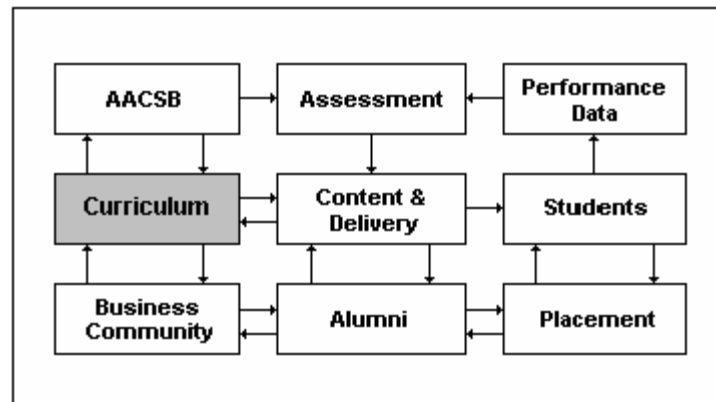 AACSB
Assessment
Performance
Data
Curriculum
Content &
Delivery
Students
Business
Community
Alumni
Placement